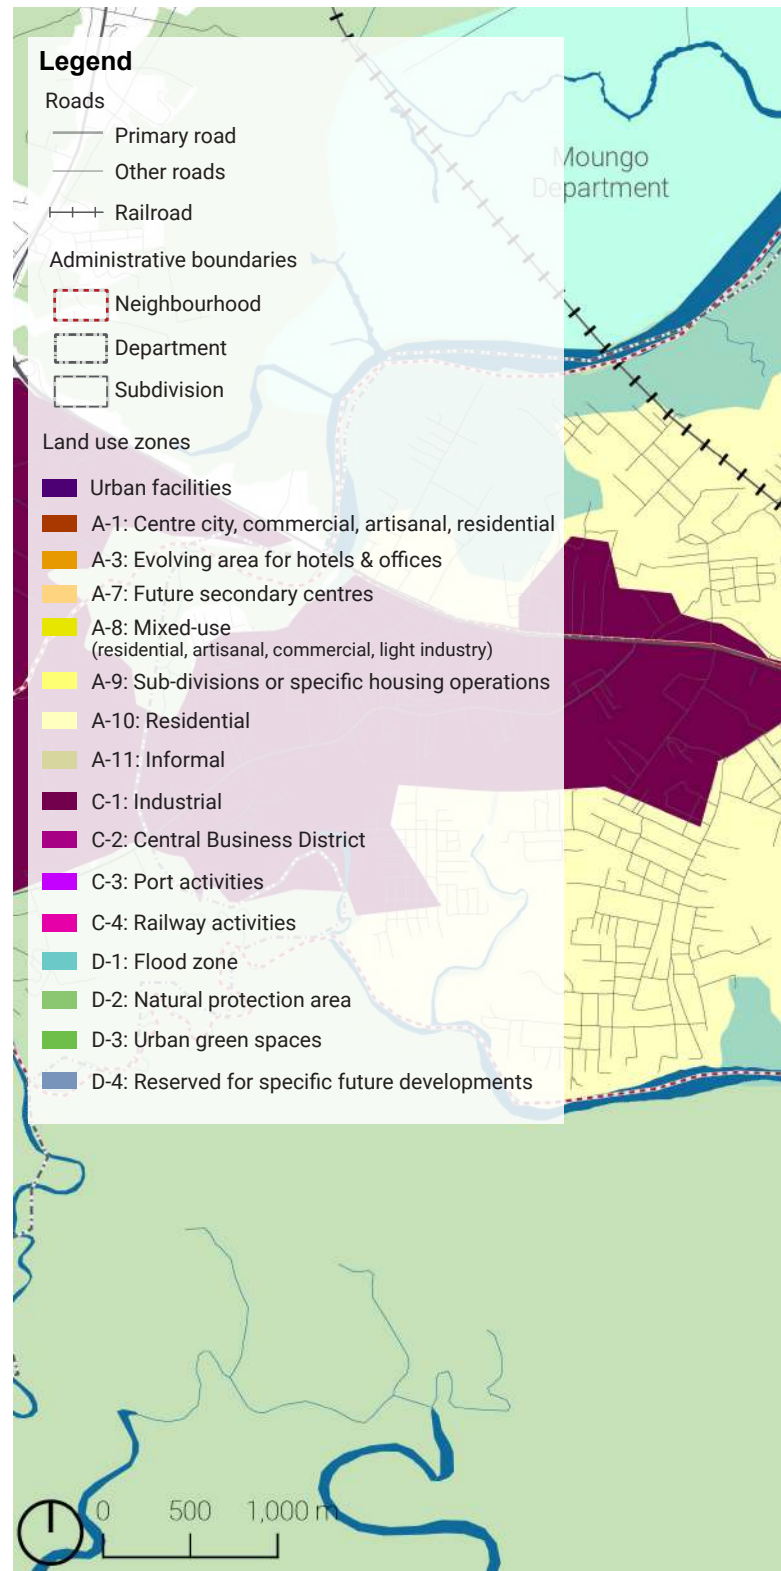 Legend
Roads
Primary road
Other roads
Railroad
Administrative boundaries
Neighbourhood
Department
Subdivision
Land use zones
Urban facilities
A-1: Centre city, commercial, artisanal, residential
A-3: Evolving area for hotels & offices
A-7: Future secondary centres
A-8: Mixed-use
(residential, artisanal, commercial, light industry)
A-9: Sub-divisions or specific housing operations
A-10: Residential
A-11: Informal
C-1: Industrial
C-2: Central Business District
C-3: Port activities
C-4: Railway activities
D-1: Flood zone
D-2: Natural protection area
D-3: Urban green spaces
D-4: Reserved for specific future developments
Moungo
Department
0 500 1,000 m